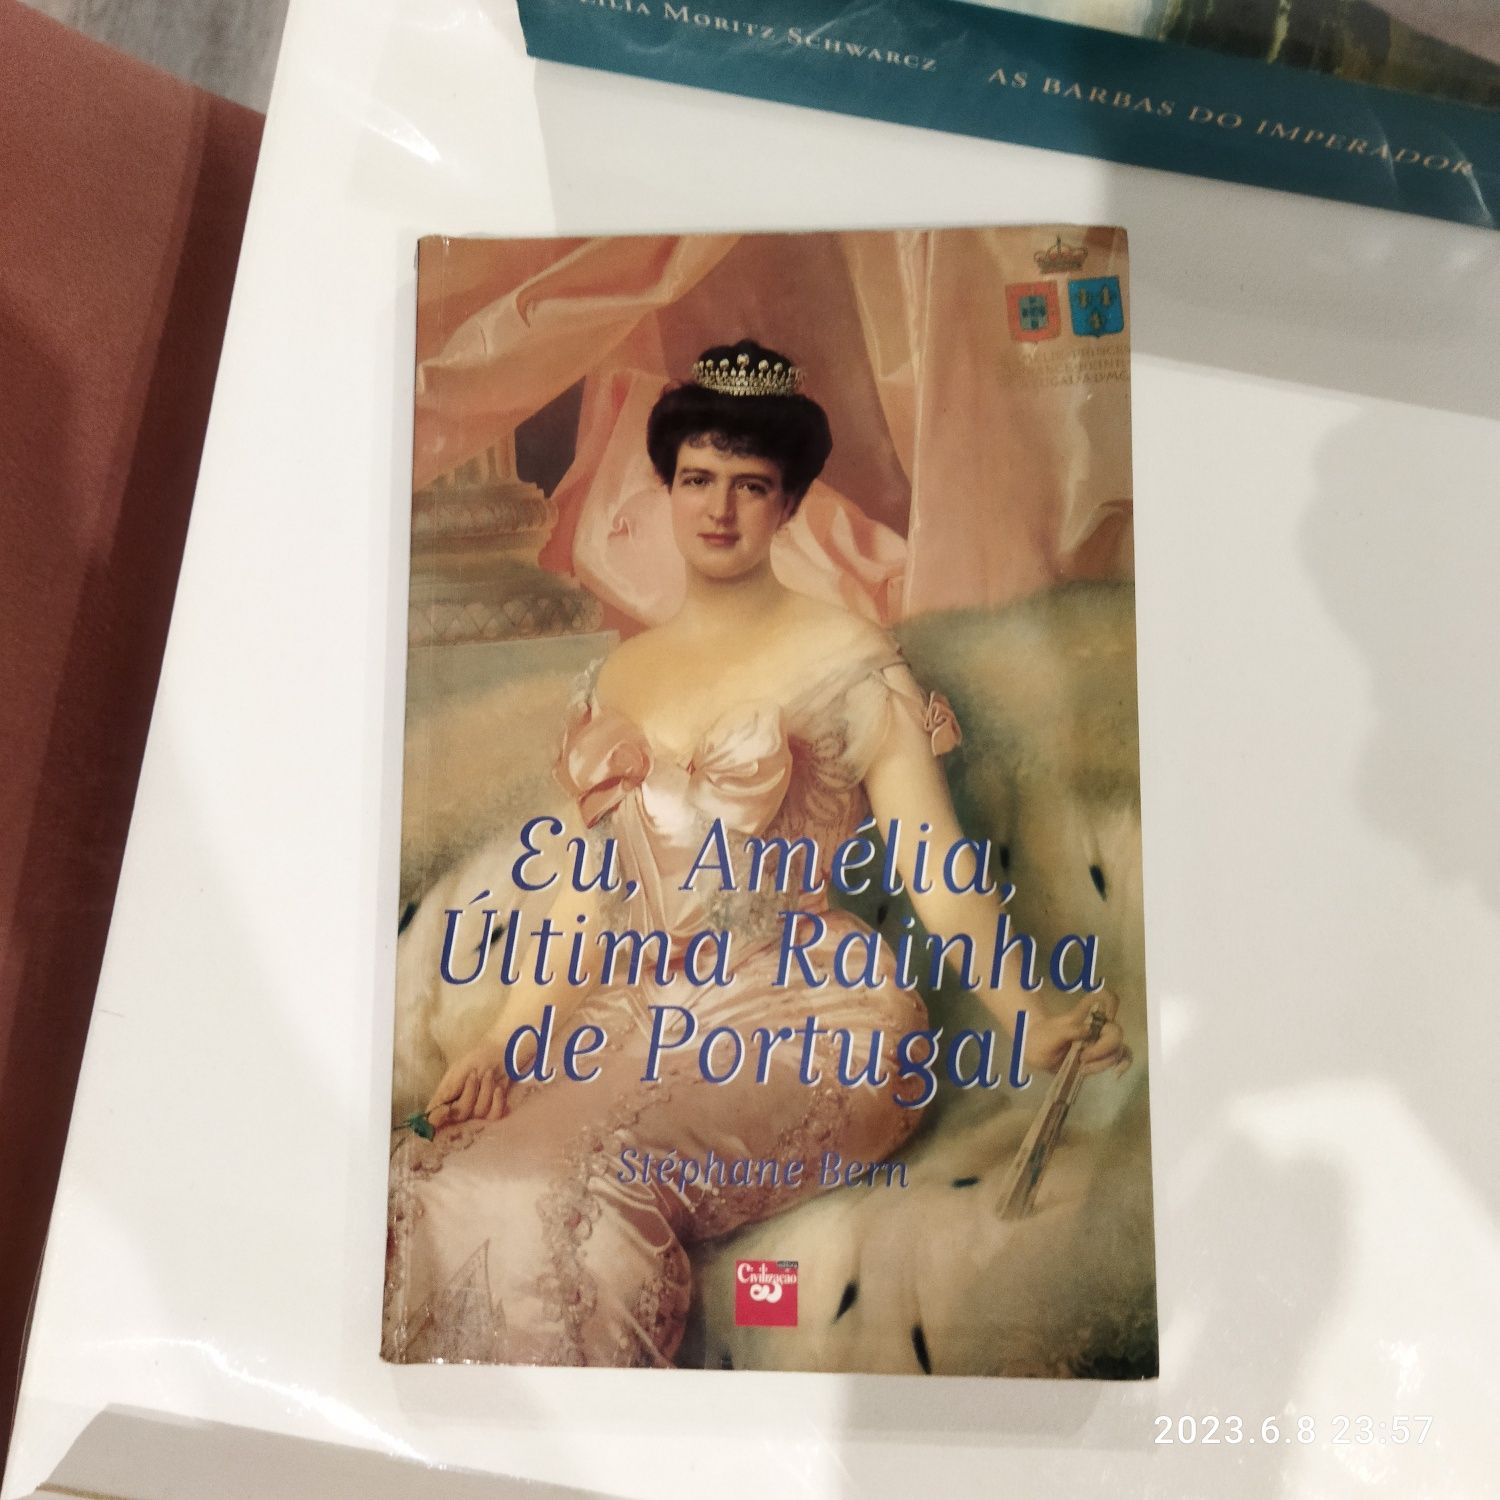 LILIA MORITZ SCHWARCZ AS BARBAS DO IMPERADOR
Eu, Amélia,
Última Rainha
de Portugal
Stéphane Bern
Civilização
2023.6.8 23:57